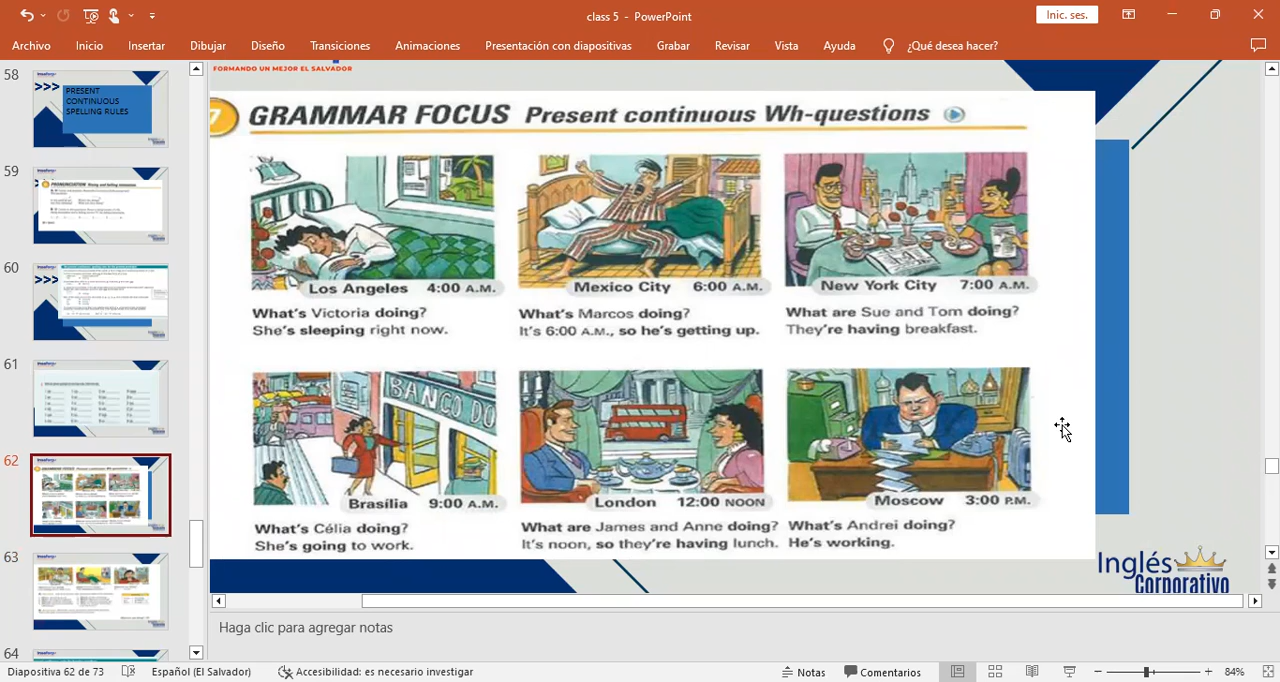 class 5 - PowerPoint
Inic. ses.
Archivo Inicio Insertar Dibujar Diseño Transiciones Animaciones Presentación con diapositivas Grabar Revisar Vista Ayuda ¿Qué desea hacer?
58
PRESENT
CONTINUOUS
SPELLING RULES
59
60
61
62
63
64
FORMANDO UN MEJOR EL SALVADOR
7 GRAMMAR FOCUS Present continuous Wh-questions
Los Angeles 4:00 A.M.
What's Victoria doing?
She's sleeping right now.
Mexico City 6:00 A.M.
What's Marcos doing?
It's 6:00 A.M., so he's getting up.
New York City 7:00 A.M.
What are Sue and Tom doing?
They're having breakfast.
BANCO DO
Brasília 9:00 A.M.
What's Célia doing?
She's going to work.
London 12:00 NOON
What are James and Anne doing?
It's noon, so they're having lunch.
Moscow 3:00 P.M.
What's Andrei doing?
He's working.
Inglés
Corporativo
Haga clic para agregar notas
Diapositiva 62 de 73 Español (El Salvador) Accesibilidad: es necesario investigar Notas Comentarios 84%